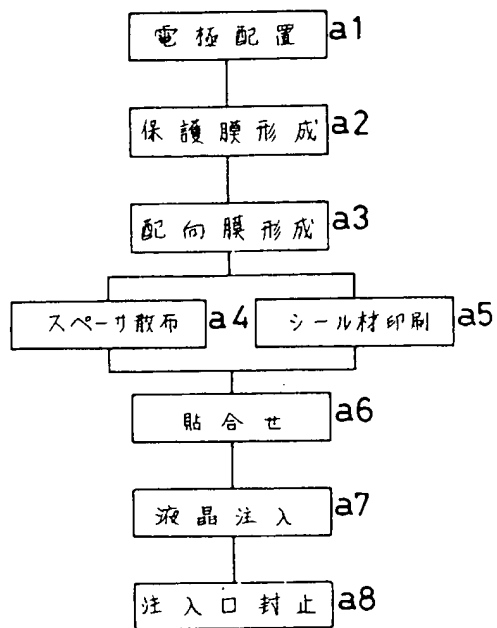 電極配置 a1
保護膜形成 a2
配向膜形成 a3
スペーサ散布 a4 シール材印刷 a5
貼合せ a6
液晶注入 a7
注入口封止 a8